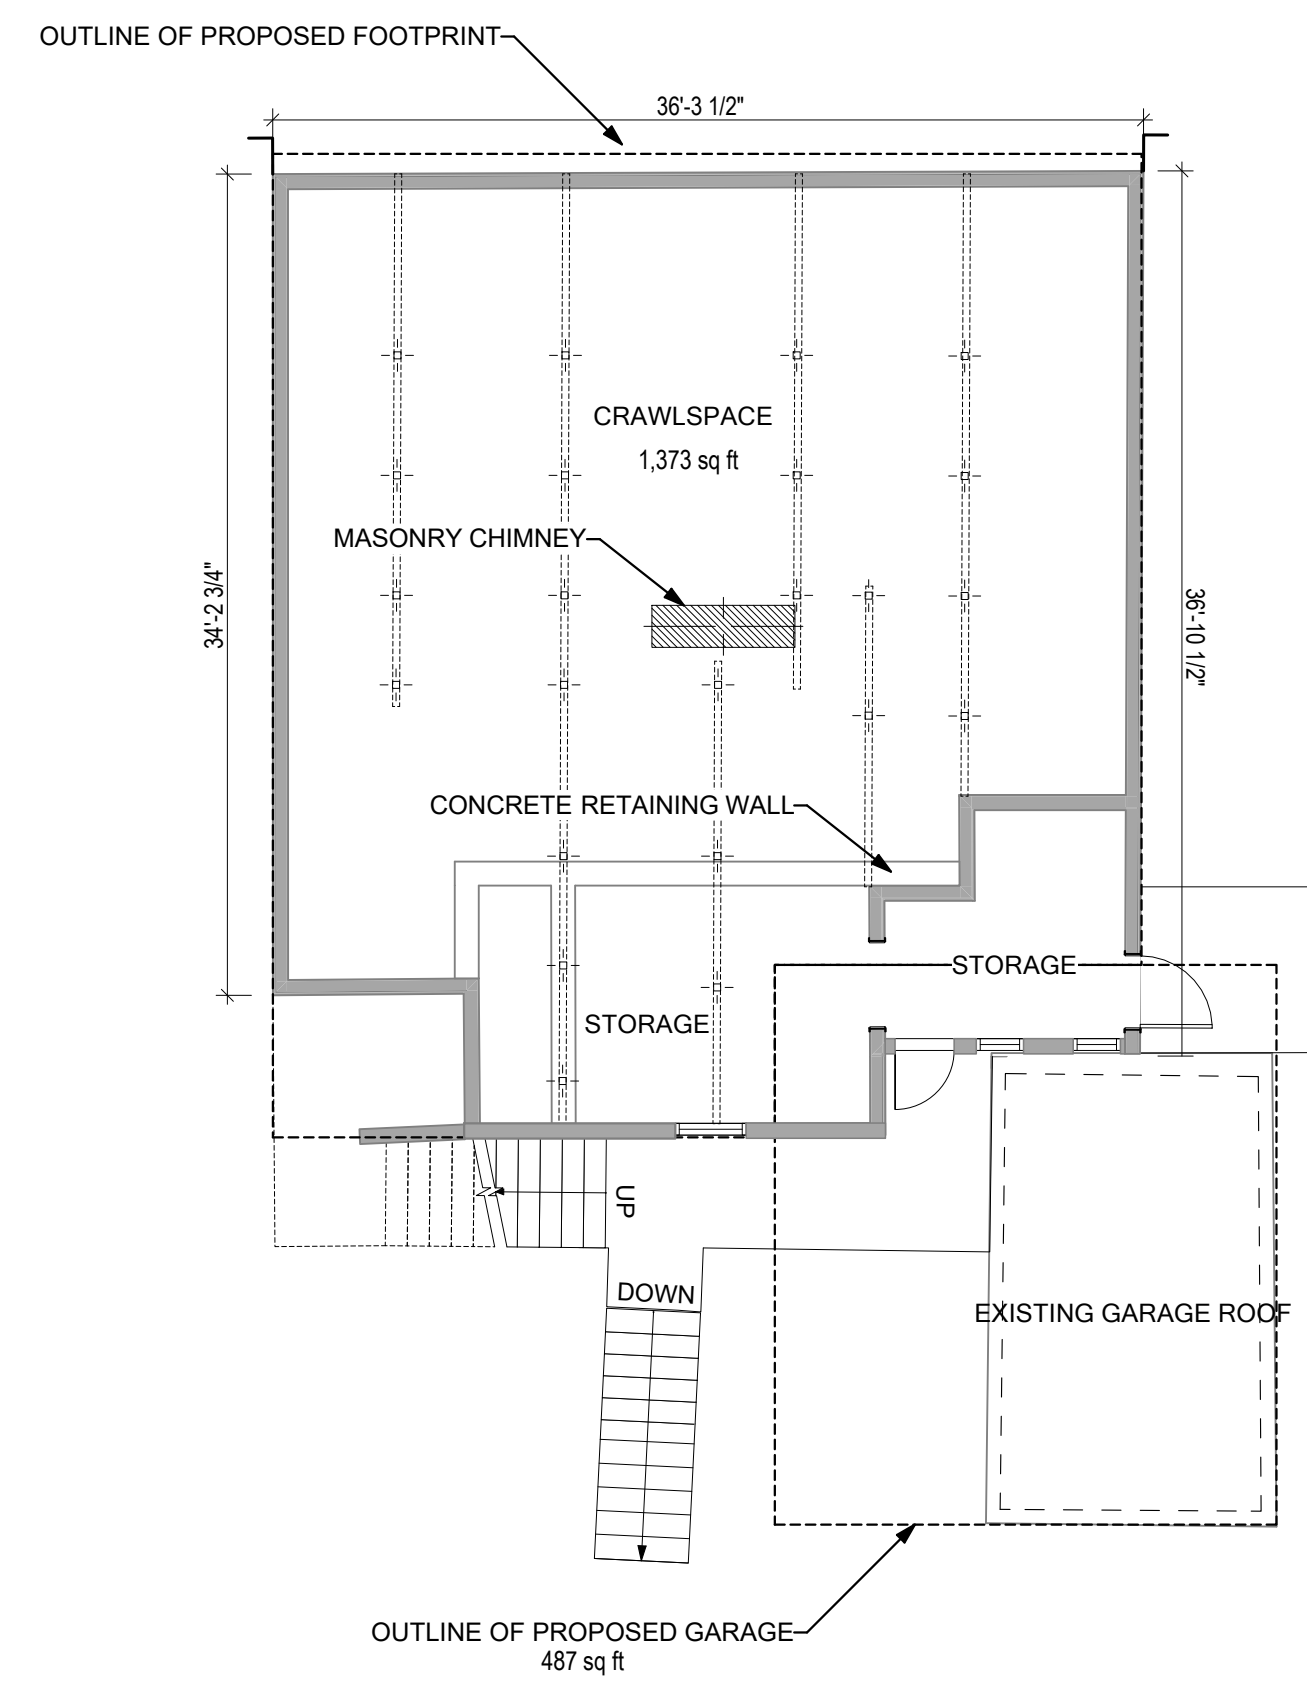 OUTLINE OF PROPOSED FOOTPRINT
36'-3 1/2"
CRAWLSPACE
1,373 sq ft
MASONRY CHIMNEY
34'-2 3/4"
36'-10 1/2"
CONCRETE RETAINING WALL
STORAGE
STORAGE
UP
DOWN
EXISTING GARAGE ROOF
OUTLINE OF PROPOSED GARAGE
487 sq ft